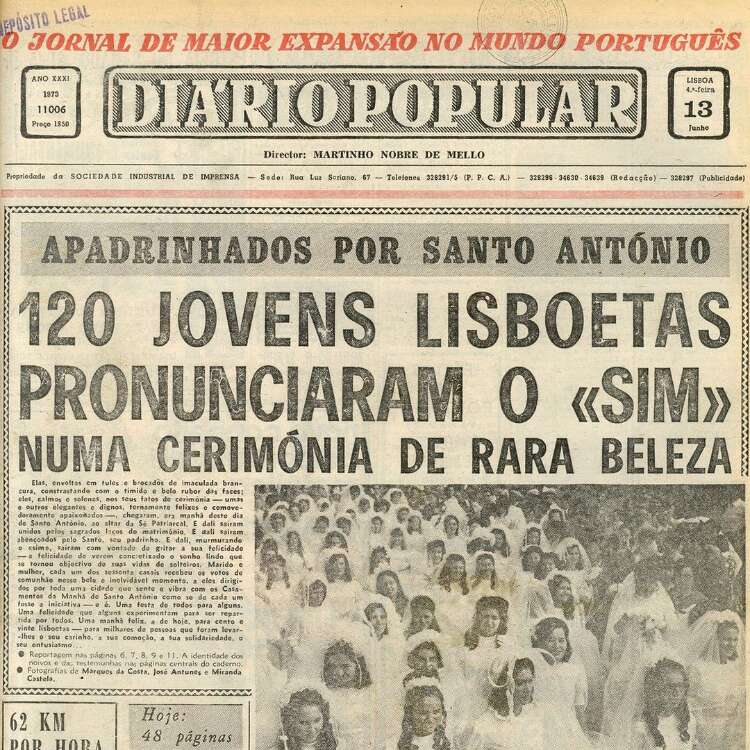 DEPÓSITO LEGAL
O JORNAL DE MAIOR EXPANSÃO NO MUNDO PORTUGUÊS
ANO XXXI
1973
11006
Preço 1$50
DIÁRIO POPULAR
LISBOA
4.ª-feira
13
Junho
Director: MARTINHO NOBRE DE MELLO
Propriedade da SOCIEDADE INDUSTRIAL DE IMPRENSA — Sede: Rua Luz Soriano, 67 — Telefones 328291/5 (P. P. C. A.) — 328296-34630-34639 (Redacção) — 328297 (Publicidade)
APADRINHADOS POR SANTO ANTÓNIO
120 JOVENS LISBOETAS
PRONUNCIARAM O «SIM»
NUMA CERIMÓNIA DE RARA BELEZA
Elas, envoltas em tules e brocados de imaculada bran-
cura, contrastando com o tímido e belo rubor das faces;
eles, calmos e solenes, nos seus fatos de cerimónia — umas
e outros elegantes e dignos, ternamente felizes e comove-
doramente apaixonados —, chegaram, era manhã deste dia
de Santo António, ao altar da Sé Patriarcal. E dali saíram
unidos pelos sagrados laços do matrimónio. E dali saíram
abençoados pelo Santo, seu padrinho. E dali, murmurando
o «sim», saíram com vontade de gritar a sua felicidade
— a felicidade de verem concretizado o sonho lindo que
se tornou objectivo de suas vidas de solteiros. Marido e
mulher, cada um dos sessenta casais recebeu os votos de
comunhão nesse belo e inolvidável momento, a eles dirigi-
dos por toda uma cidade que sente e vibra com os Casa-
mentos da Manhã de Santo António como se de cada um
fosse a iniciativa — e é. Uma festa de todos para alguns.
Uma felicidade que alguns experimentam para ser repar-
tida por todos. Uma manhã feliz, a de hoje, para cento e
vinte lisboetas — para milhares de pessoas que foram levar-
-lhes o seu carinho, a sua comoção, a sua solidariedade, o
seu entusiasmo...
● Reportagem nas páginas 6, 7, 8, 9 e 11. A identidade dos
noivos e das testemunhas nas páginas centrais do caderno.
● Fotografias de Marques da Costa, José Antunes e Miranda
Castela.
62 KM
POR HORA
Hoje:
48 páginas